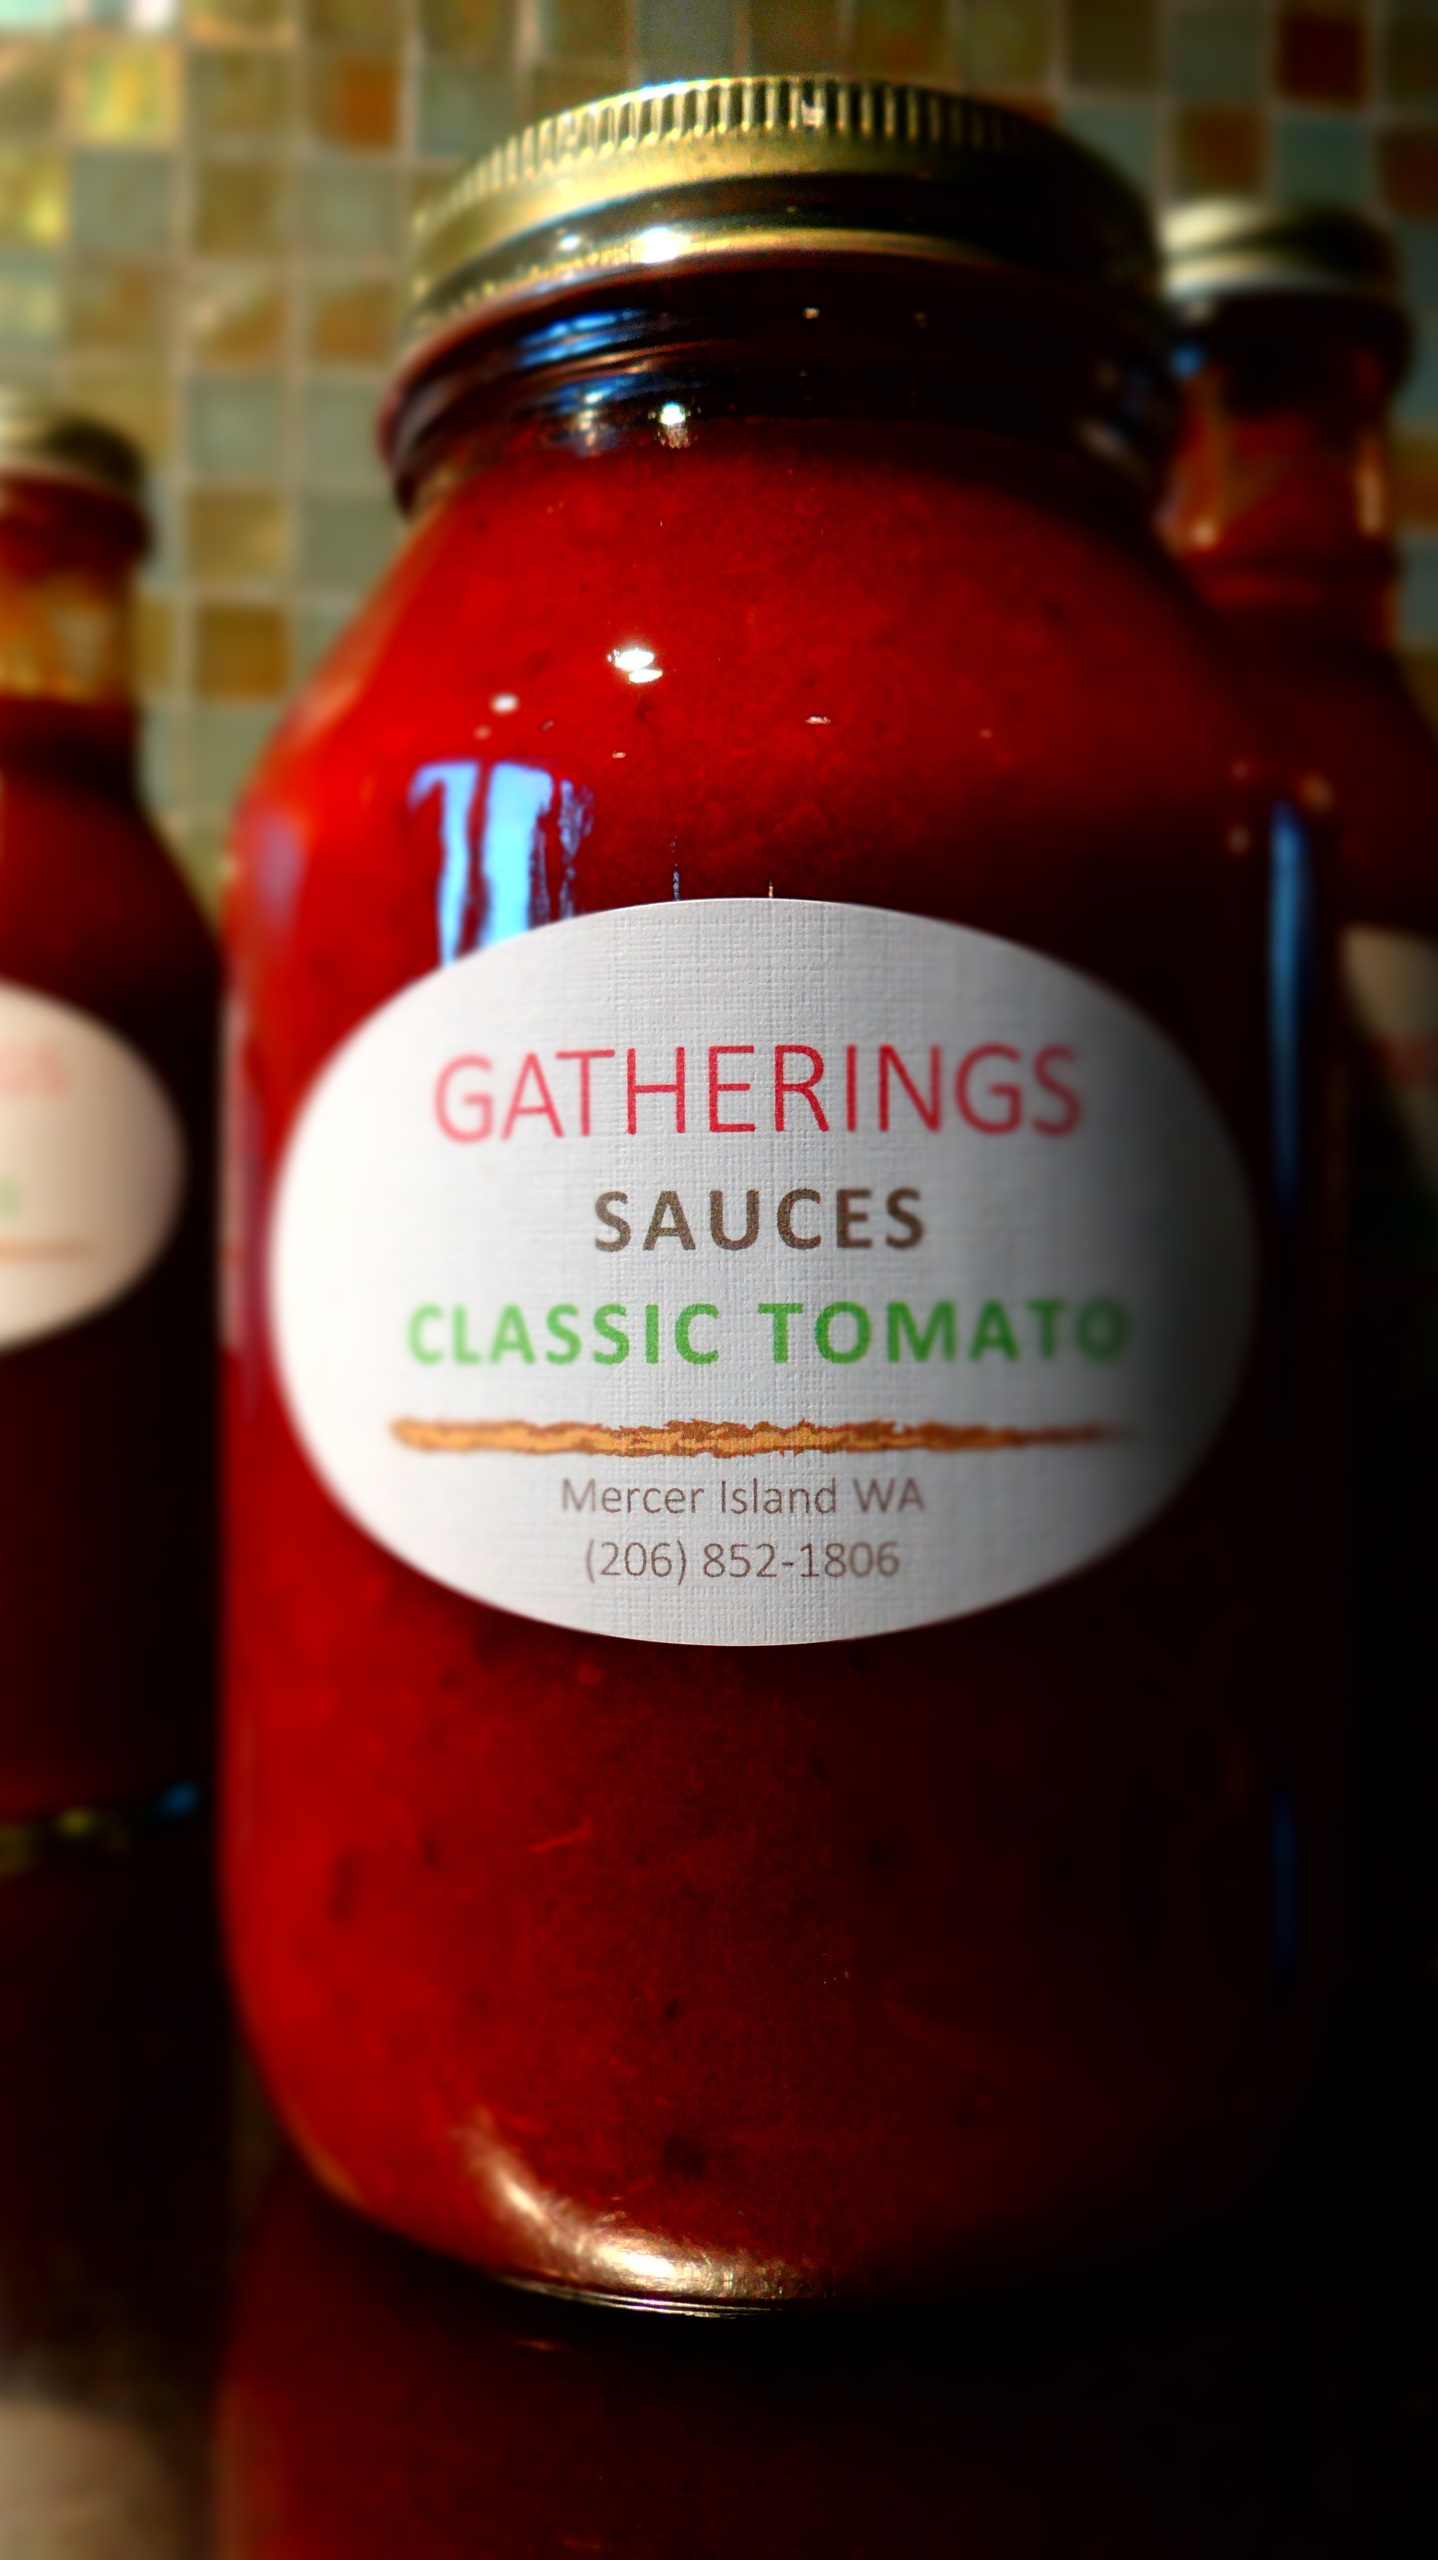 GATHERINGS
SAUCES
CLASSIC TOMATO
Mercer Island WA
(206) 852-1806